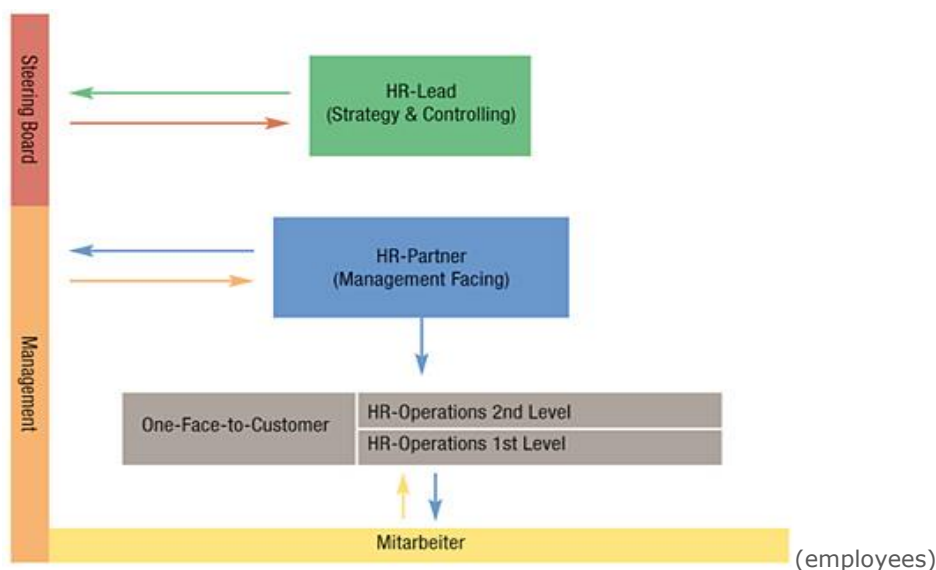 Steering Board
HR-Lead
(Strategy & Controlling)
Management
HR-Partner
(Management Facing)
One-Face-to-Customer
HR-Operations 2nd Level
HR-Operations 1st Level
Mitarbeiter
(employees)